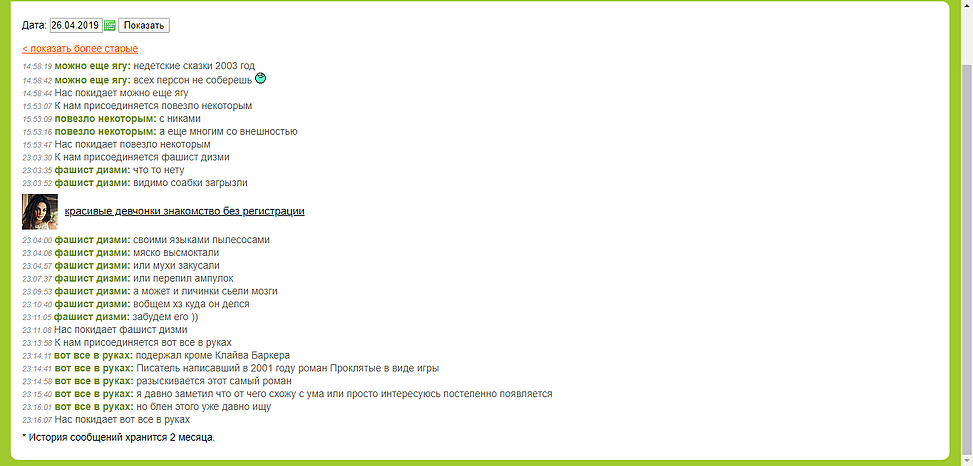 Дата: 26.04.2019 Показать
< показать более старые
14:58:19 можно еще ягу: недетские сказки 2003 год
14:58:42 можно еще ягу: всех персон не соберешь
14:58:44 Нас покидает можно еще ягу
15:53:07 К нам присоединяется повезло некоторым
15:53:09 повезло некоторым: с никами
15:53:16 повезло некоторым: а еще многим со внешностью
15:53:47 Нас покидает повезло некоторым
23:03:30 К нам присоединяется фашист дизми
23:03:35 фашист дизми: что то нету
23:03:52 фашист дизми: видимо соабки загрызли
красивые девчонки знакомство без регистрации
23:04:00 фашист дизми: своими языками пылесосами
23:04:06 фашист дизми: мяско высмоктали
23:04:57 фашист дизми: или мухи закусали
23:07:37 фашист дизми: или перепил ампулок
23:09:53 фашист дизми: а может и личинки сьели мозги
23:10:40 фашист дизми: вобщем хз куда он делся
23:11:05 фашист дизми: забудем его ))
23:11:08 Нас покидает фашист дизми
23:13:58 К нам присоединяется вот все в руках
23:14:11 вот все в руках: подержал кроме Клайва Баркера
23:14:41 вот все в руках: Писатель написавший в 2001 году роман Проклятые в виде игры
23:14:58 вот все в руках: разыскивается этот самый роман
23:15:40 вот все в руках: я давно заметил что от чего схожу с ума или просто интересуюсь постепенно появляется
23:16:01 вот все в руках: но блен этого уже давно ищу
23:16:07 Нас покидает вот все в руках
* История сообщений хранится 2 месяца.